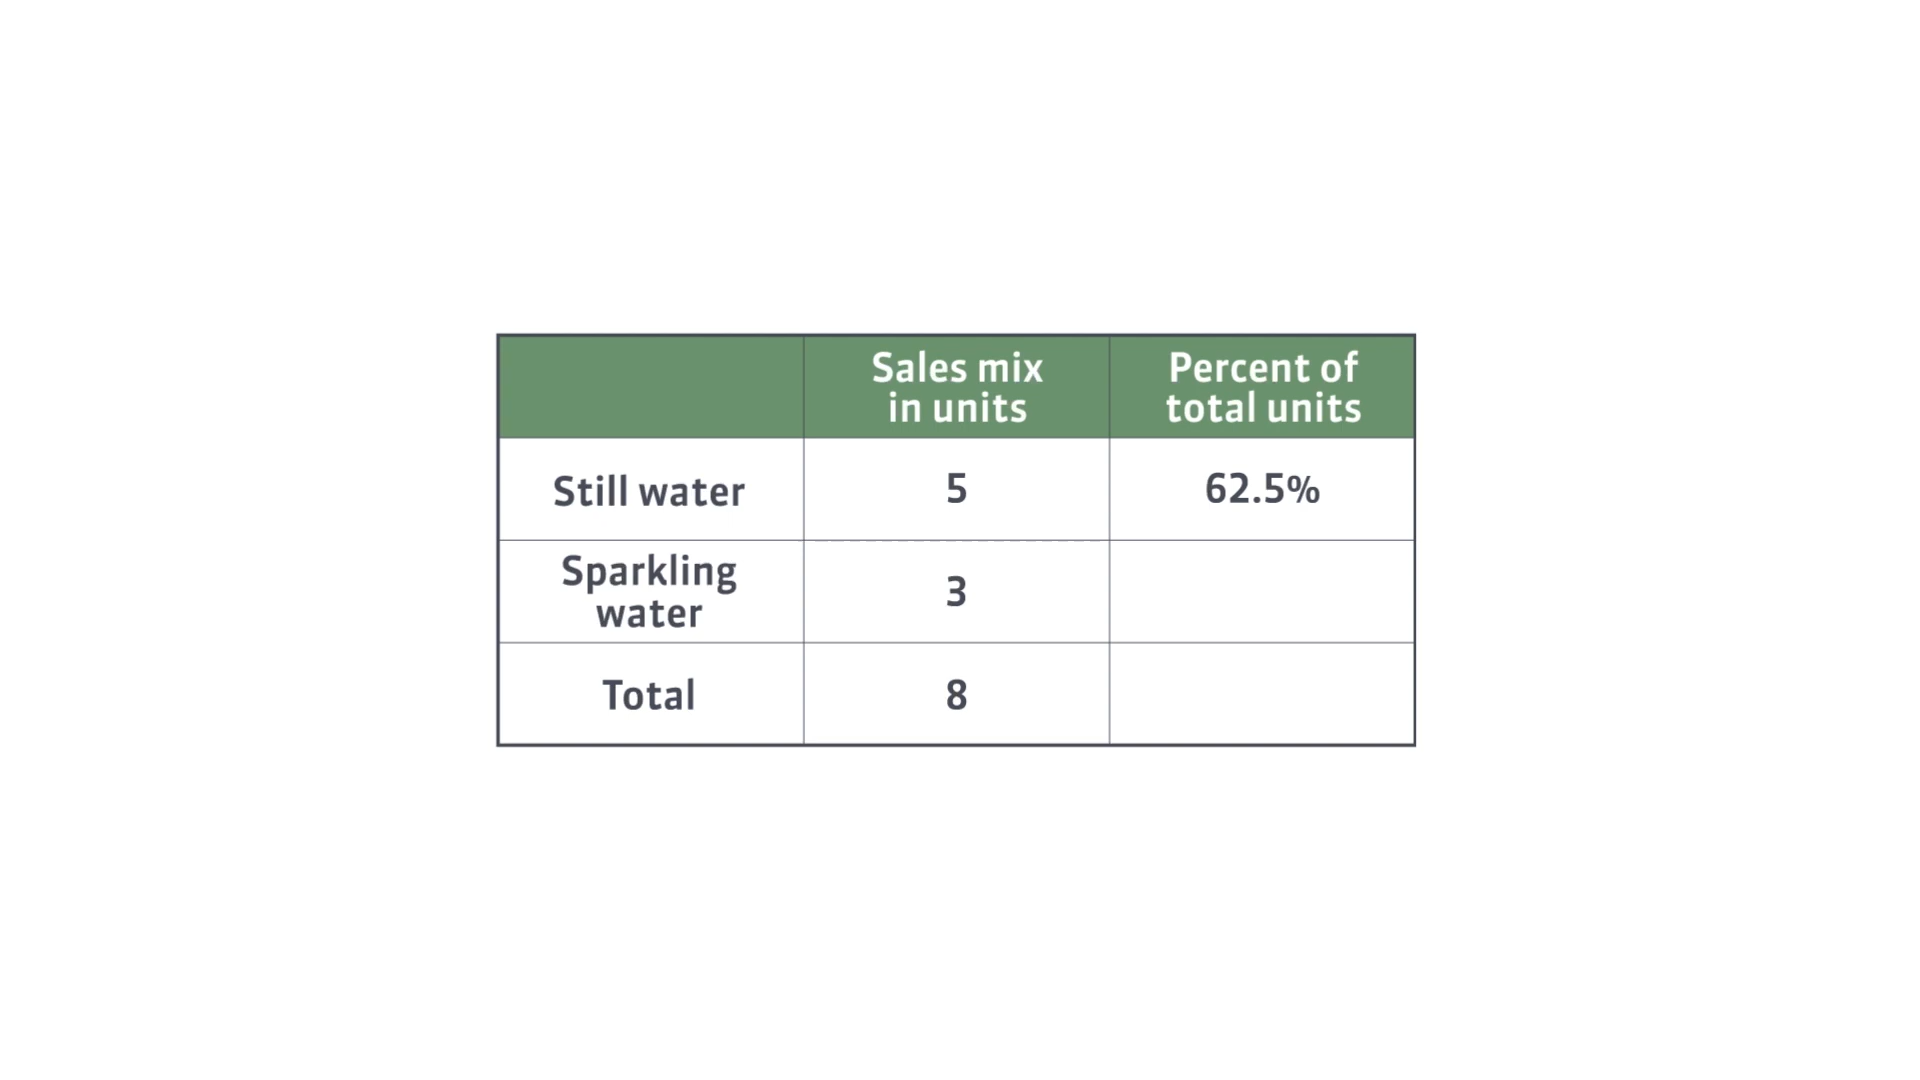 Sales mix
in units
Percent of
total units
Still water
5
62.5%
Sparkling
water
3
Total
8